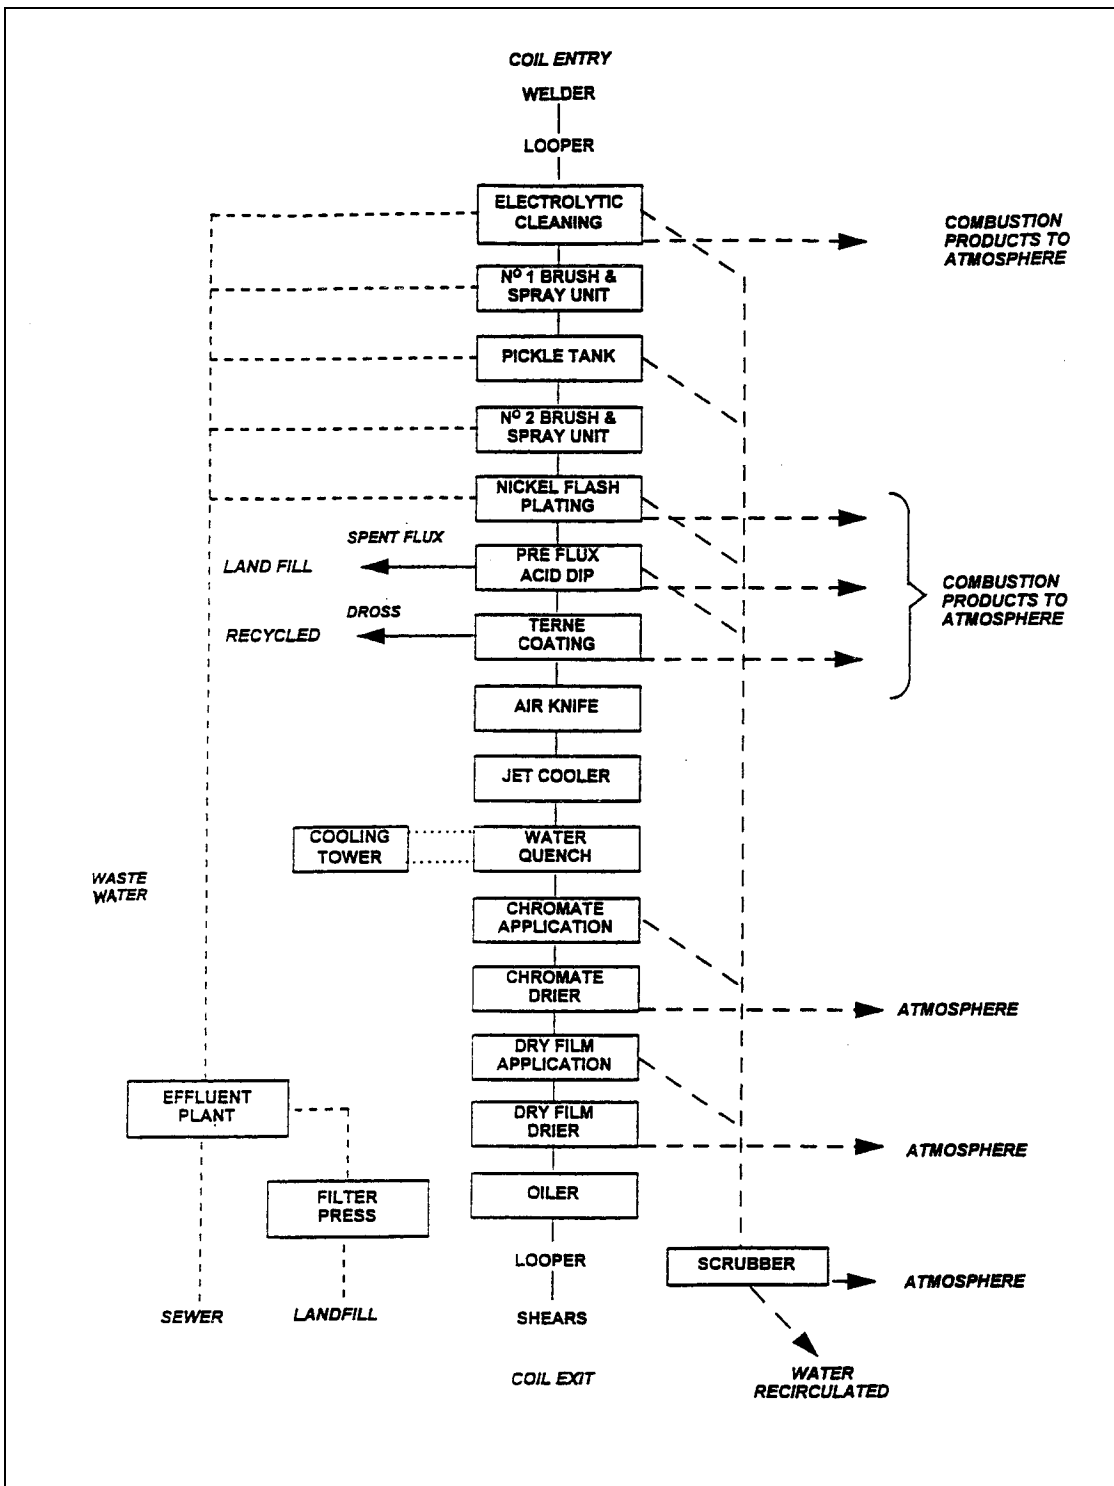 COIL ENTRY
WELDER
LOOPER
ELECTROLYTIC
CLEANING
COMBUSTION
PRODUCTS TO
ATMOSPHERE
Nº 1 BRUSH &
SPRAY UNIT
PICKLE TANK
Nº 2 BRUSH &
SPRAY UNIT
NICKEL FLASH
PLATING
SPENT FLUX
LAND FILL
PRE FLUX
ACID DIP
COMBUSTION
PRODUCTS TO
ATMOSPHERE
DROSS
RECYCLED
TERNE
COATING
AIR KNIFE
JET COOLER
COOLING
TOWER
WATER
QUENCH
WASTE
WATER
CHROMATE
APPLICATION
CHROMATE
DRIER
ATMOSPHERE
DRY FILM
APPLICATION
EFFLUENT
PLANT
DRY FILM
DRIER
ATMOSPHERE
FILTER
PRESS
OILER
LOOPER
SCRUBBER
ATMOSPHERE
SEWER
LANDFILL
SHEARS
COIL EXIT
WATER
RECIRCULATED